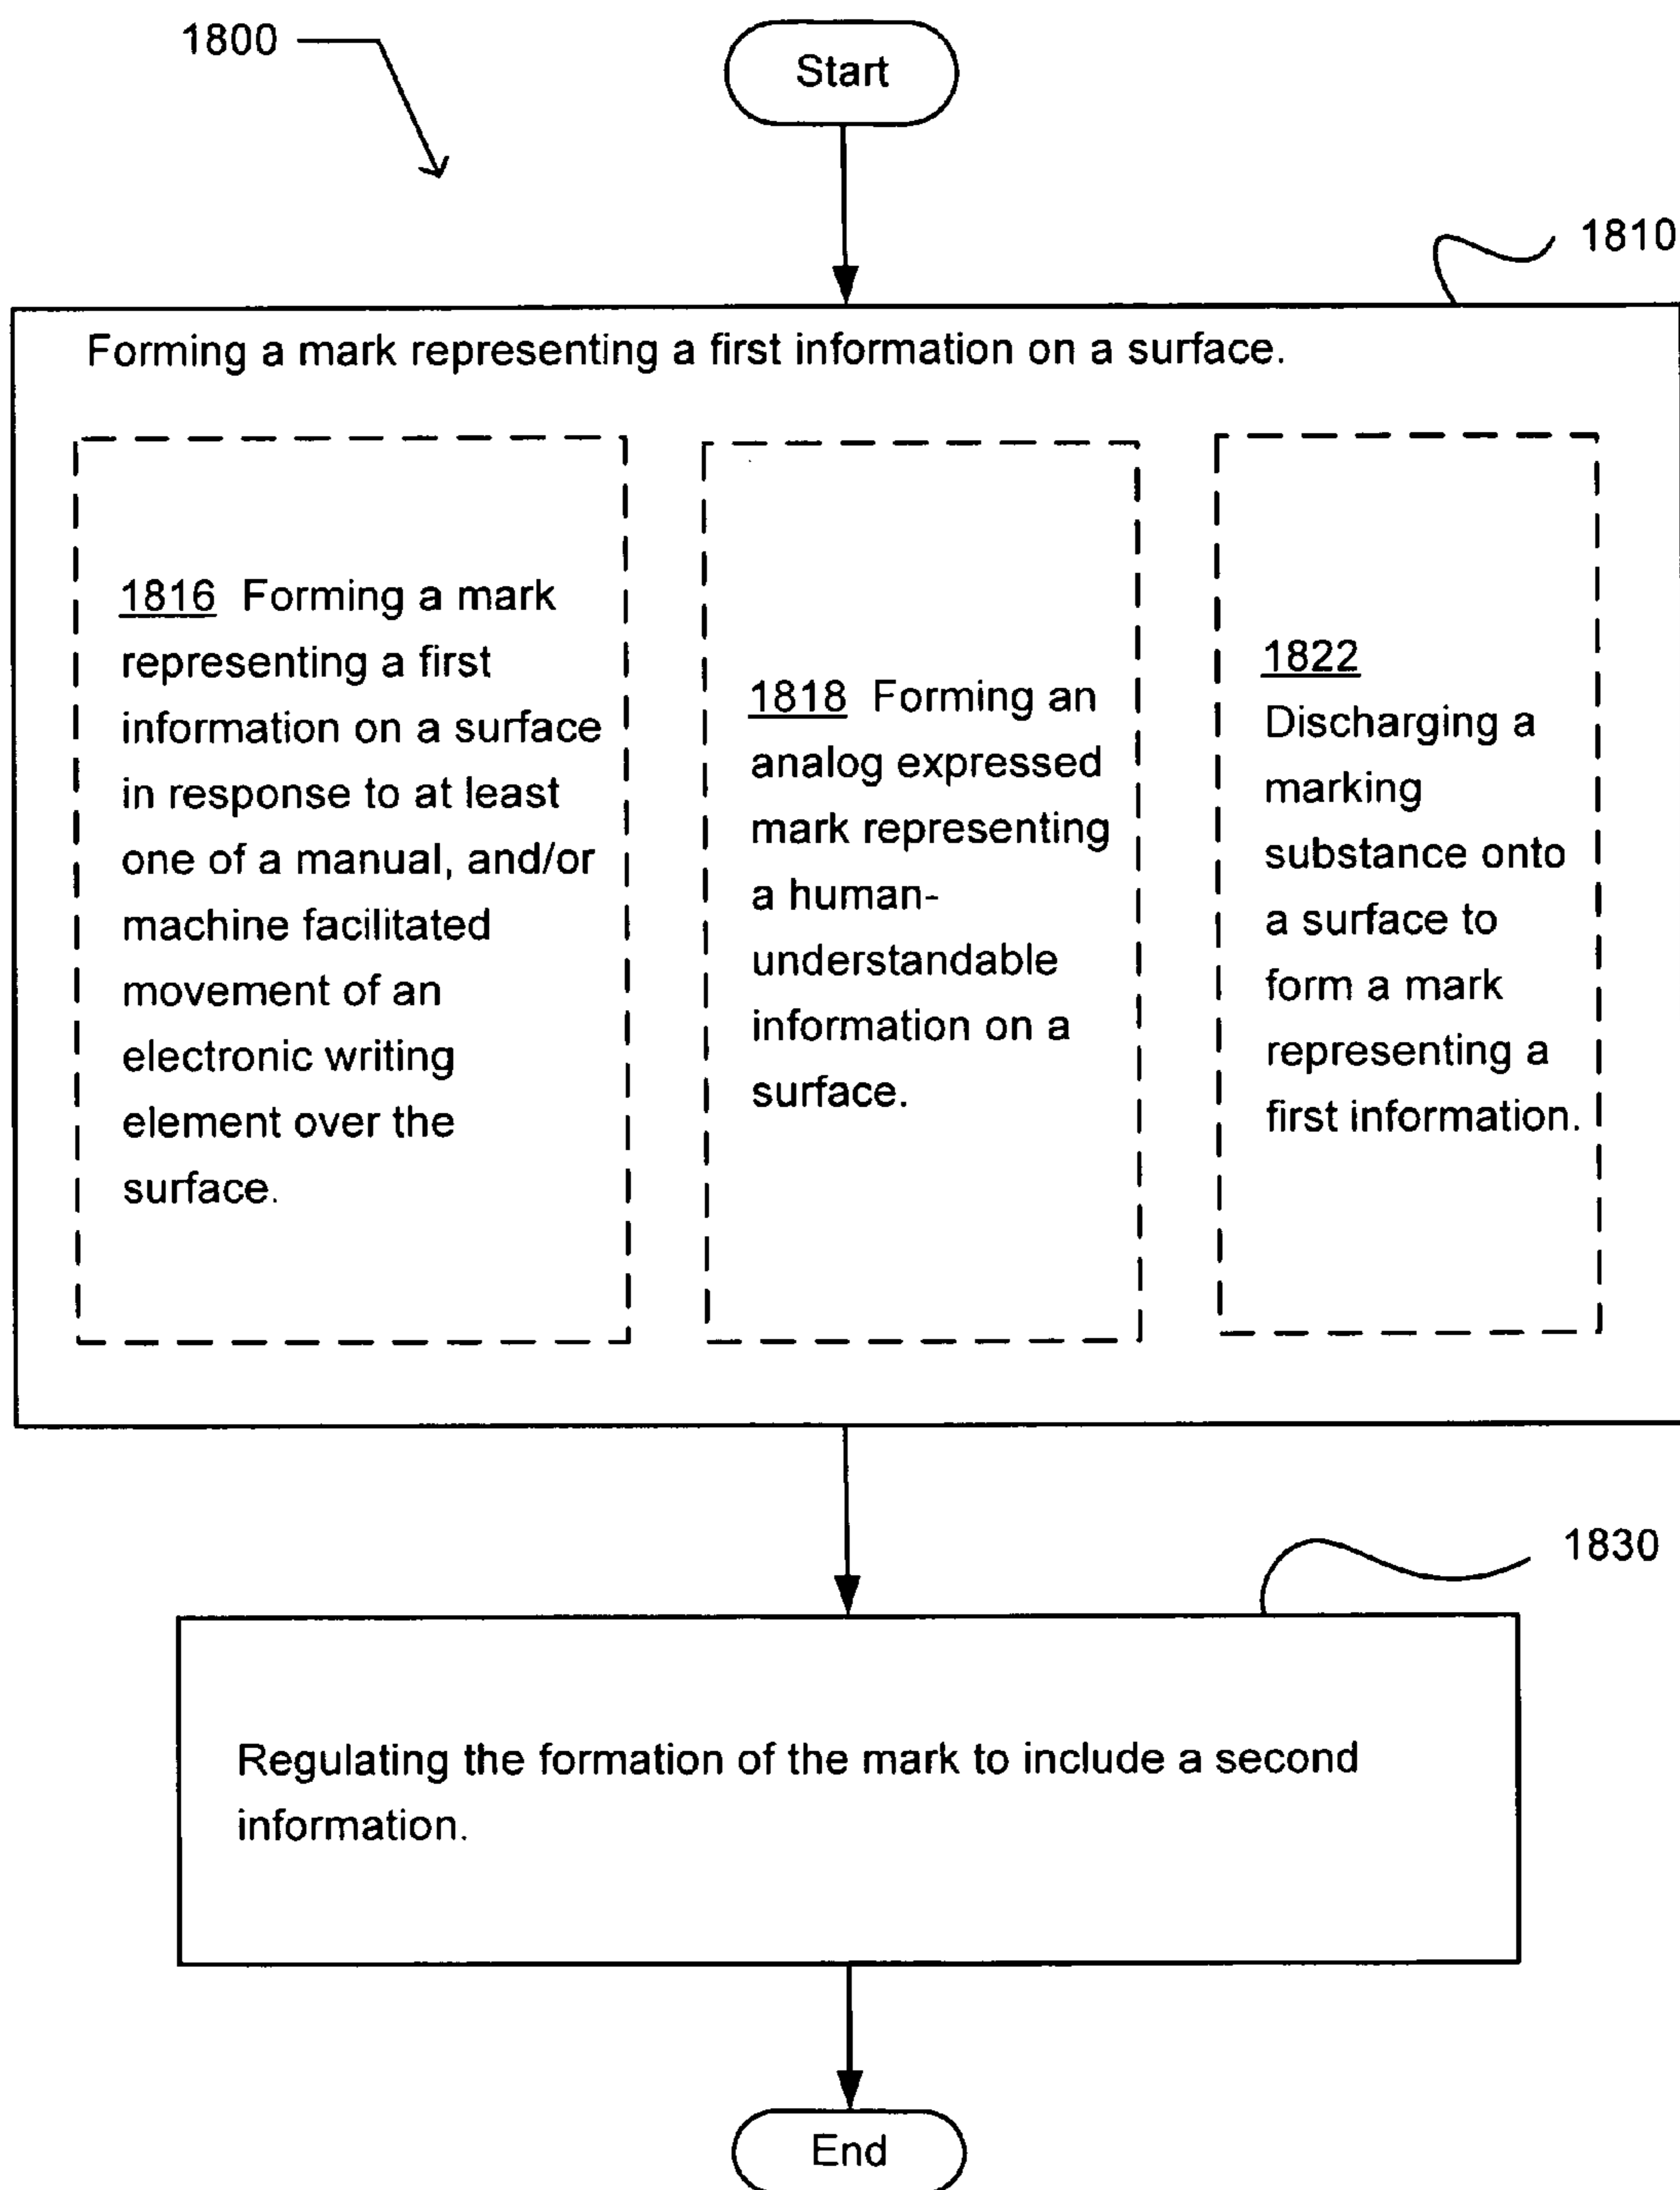 1800
Start
1810
Forming a mark representing a first information on a surface.
1816 Forming a mark
representing a first
information on a surface
in response to at least
one of a manual, and/or
machine facilitated
movement of an
electronic writing
element over the
surface.
1818 Forming an
analog expressed
mark representing
a human-
understandable
information on a
surface.
1822
Discharging a
marking
substance onto
a surface to
form a mark
representing a
first information.
1830
Regulating the formation of the mark to include a second
information.
End